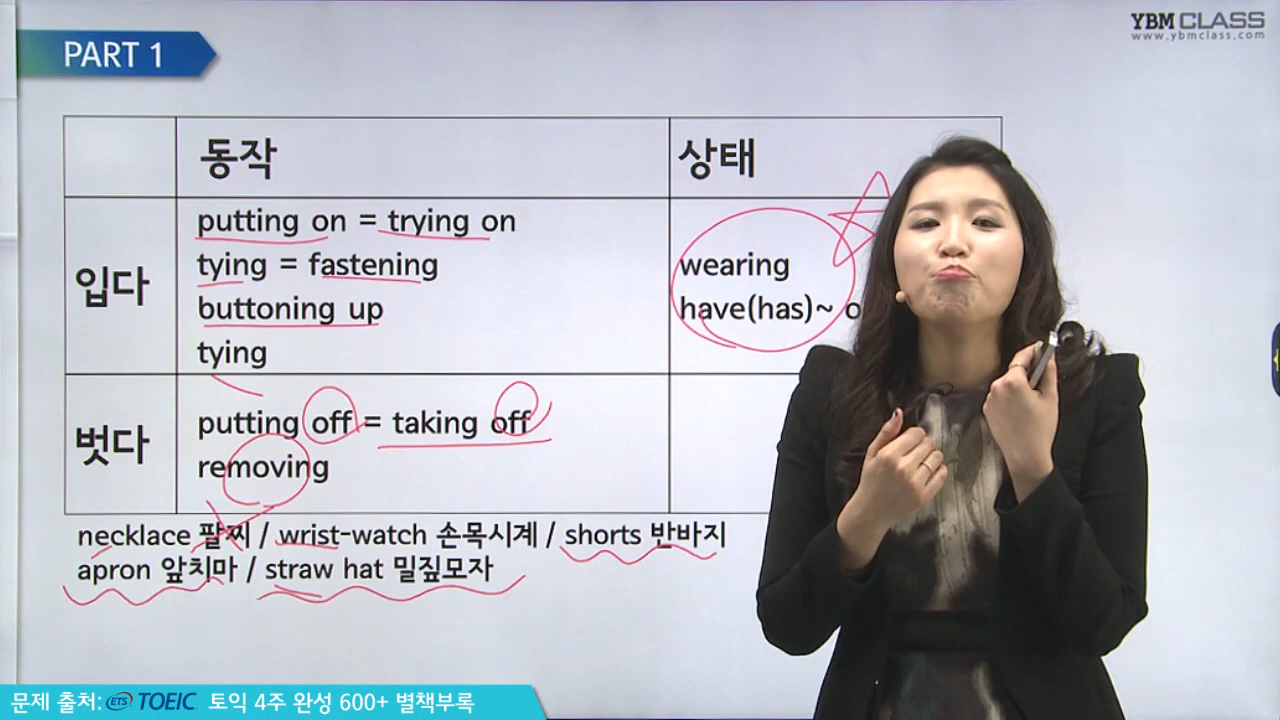 YBM CLASS
www.ybmclass.com
PART 1
동작
상태
입다
putting on = trying on
tying = fastening
buttoning up
tying
wearing
have(has)~
벗다
putting off = taking off
removing
necklace 팔찌 / wrist-watch 손목시계 / shorts 반바지
apron 앞치마 / straw hat 밀짚모자
문제 출처: ETS TOEIC 토익 4주 완성 600+ 별책부록